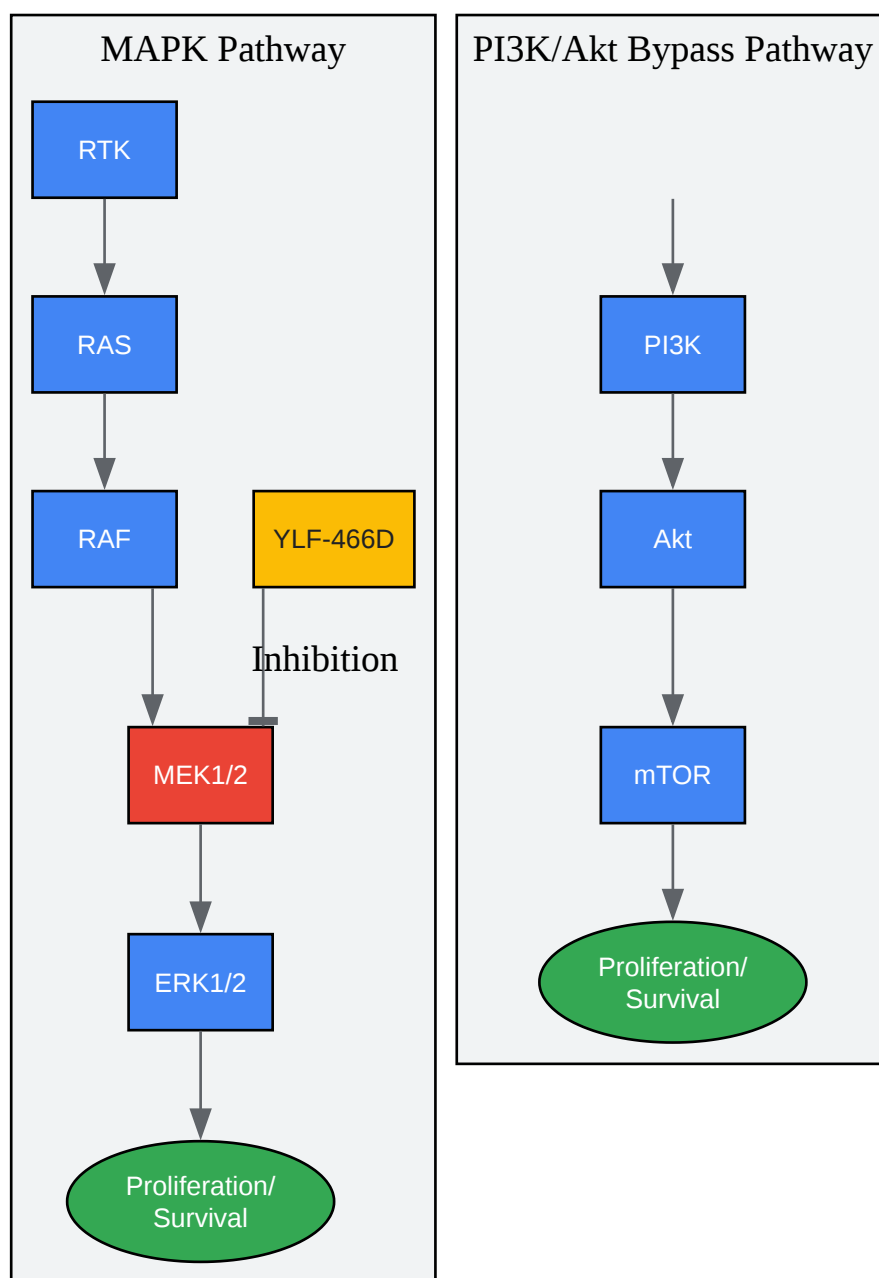 MAPK Pathway
RTK
RAS
RAF
YLF-466D
Inhibition
MEK1/2
ERK1/2
Proliferation/
Survival
PI3K/Akt Bypass Pathway
PI3K
Akt
mTOR
Proliferation/
Survival